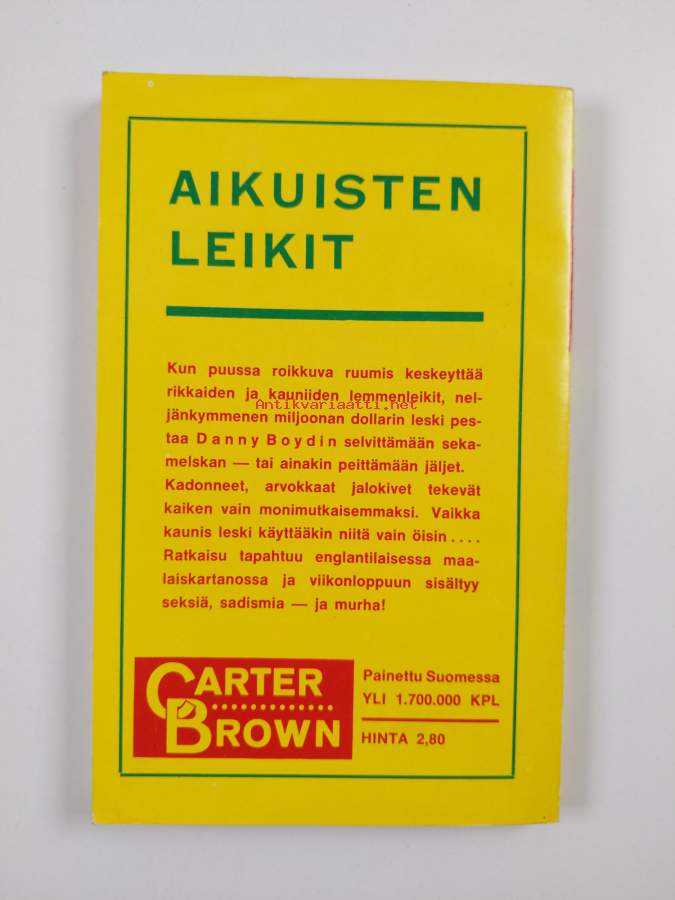 AIKUISTEN
LEIKIT
Kun puussa roikkuva ruumis keskeyttää
rikkaiden ja kauniiden lemmenleikit, nel-
Antikvariaatti.net
jänkymmenen miljoonan dollarin leski pes-
taa Danny Boydin selvittämään seka-
melskan — tai ainakin peittämään jäljet.
Kadonneet, arvokkaat jalokivet tekevät
kaiken vain monimutkaisemmaksi. Vaikka
kaunis leski käyttääkin niitä vain öisin ....
Ratkaisu tapahtuu englantilaisessa maa-
laiskartanossa ja viikonloppuun sisältyy
seksiä, sadismia — ja murha!
CARTER
BROWN
Painettu Suomessa
YLI 1.700.000 KPL
HINTA 2,80